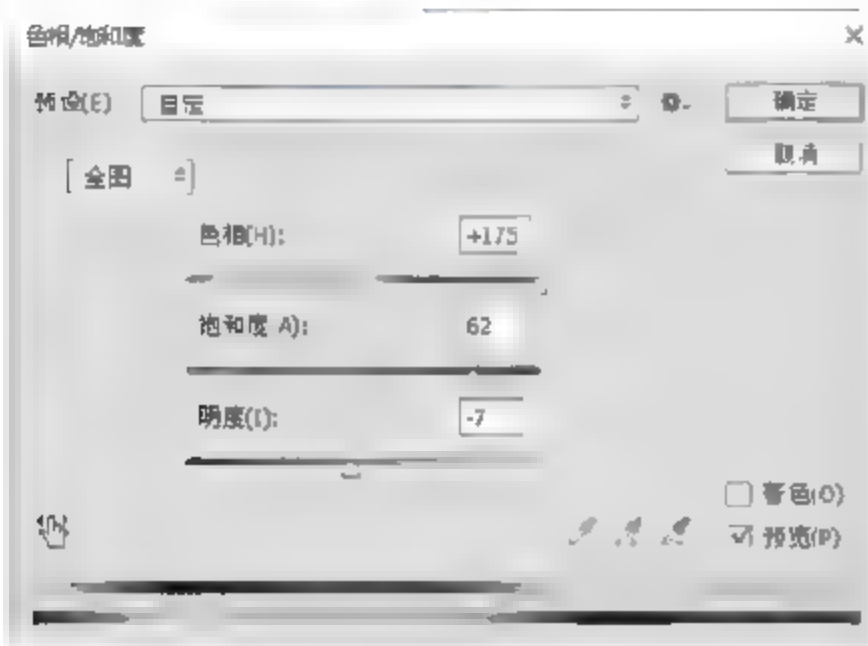 色相/饱和度
预设(E) 自定 确定
取消
全图
色相(H): +175
饱和度 A): 62
明度(I): -7
着色(O)
预览(P)